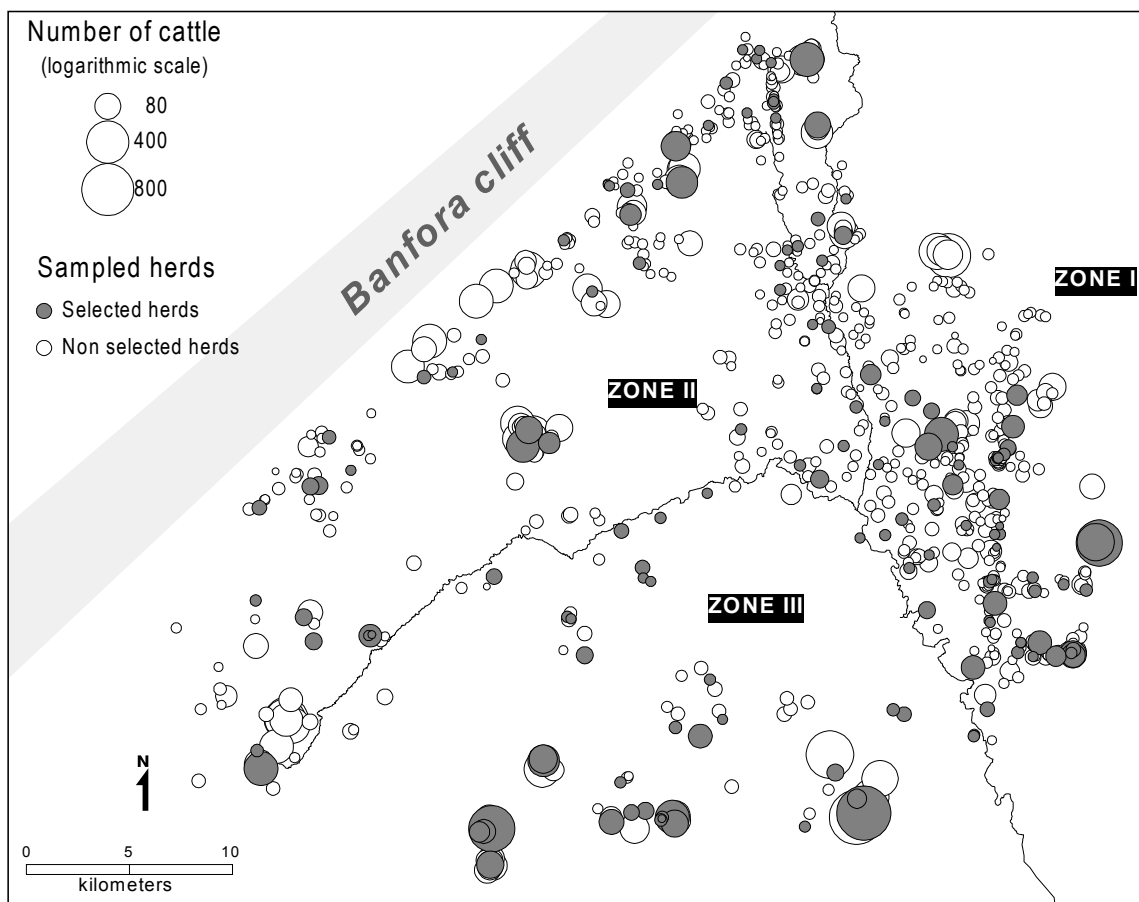 Number of cattle
(logarithmic scale)
80
400
800
Sampled herds
Selected herds
Non selected herds
Banfora cliff
ZONE I
ZONE II
ZONE III
N
0 5 10
kilometers